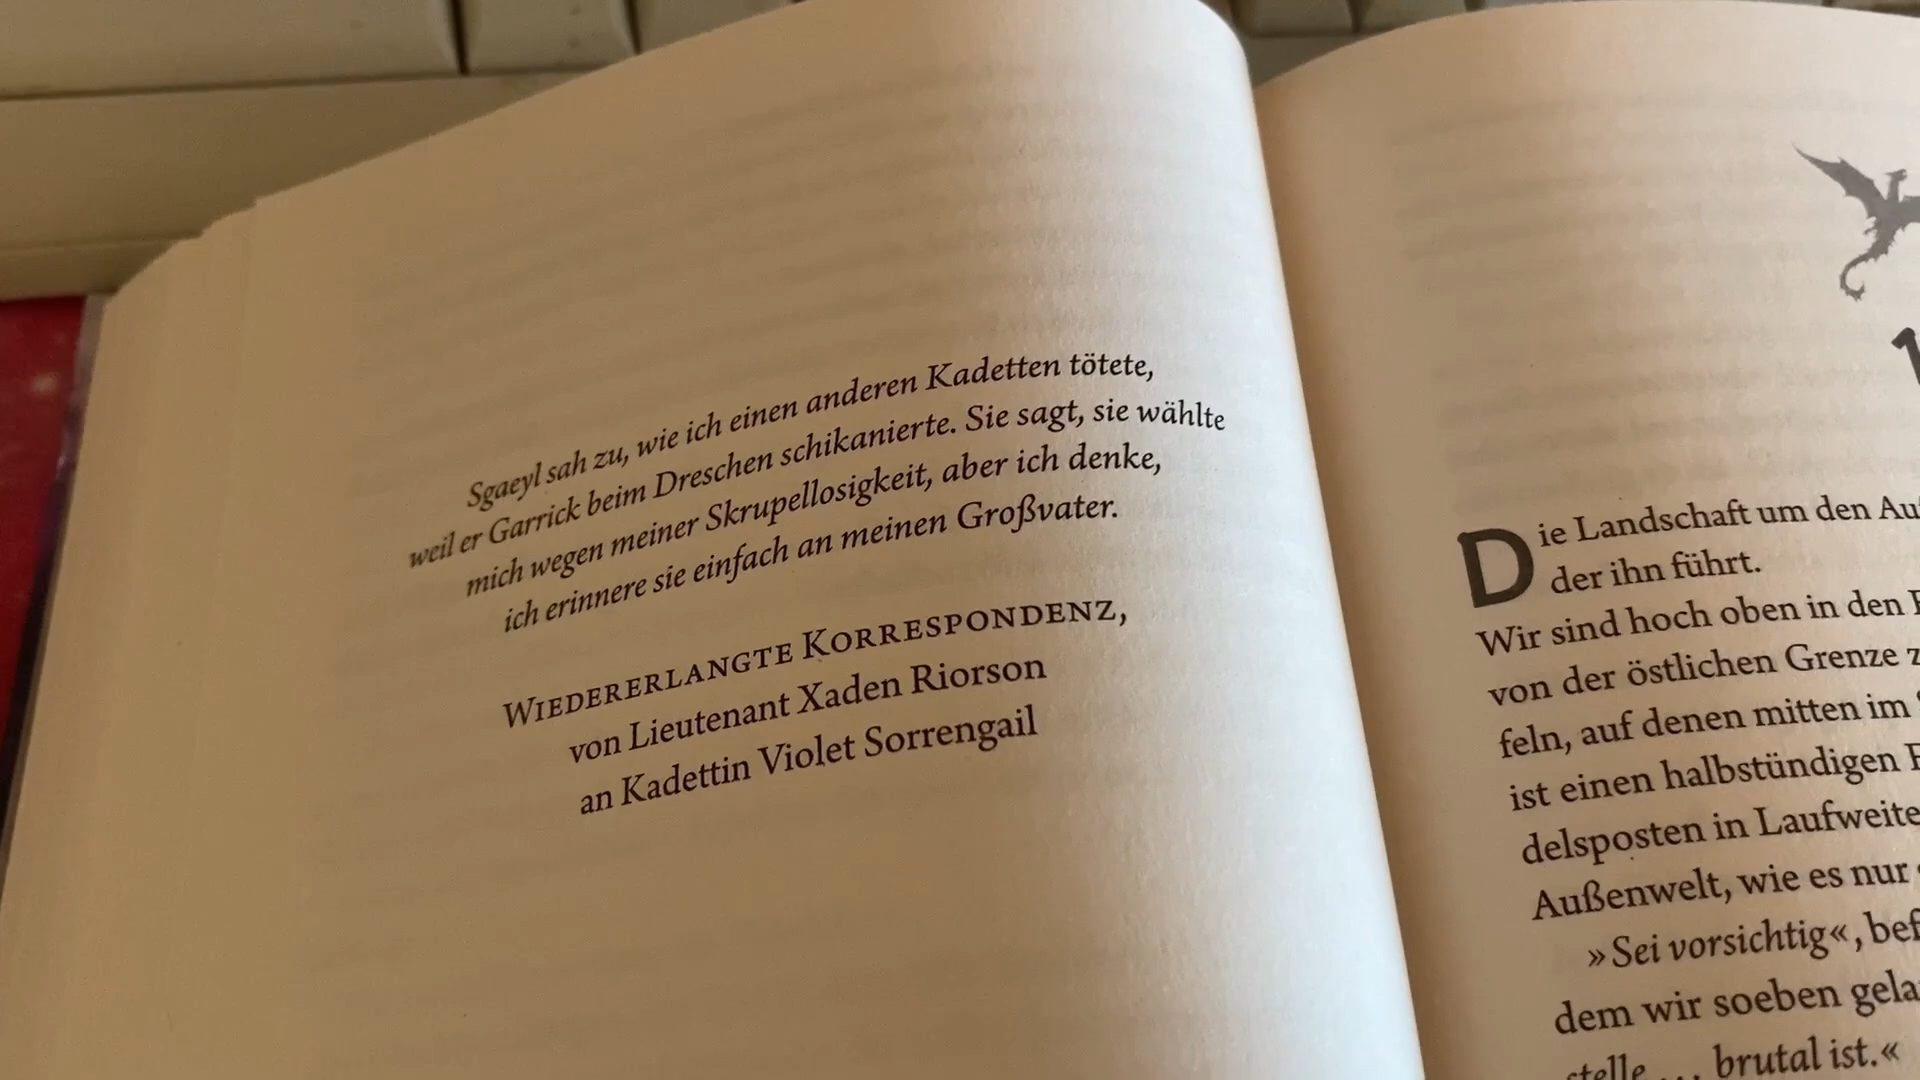 Sgaeyl sah zu, wie ich einen anderen Kadetten tötete,
weil er Garrick beim Dreschen schikanierte. Sie sagt, sie wählte
mich wegen meiner Skrupellosigkeit, aber ich denke,
ich erinnere sie einfach an meinen Großvater.
Wiedererlangte Korrespondenz,
von Lieutenant Xaden Riorson
an Kadettin Violet Sorrengail
Die Landschaft um den
der ihn führt.
Wir sind hoch oben in den
von der östlichen Grenze
feln, auf denen mitten im
ist einen halbstündigen
delsposten in Laufweite
Außenwelt, wie es nur
»Sei vorsichtig«,
dem wir soeben
stelle ... brutal ist.«